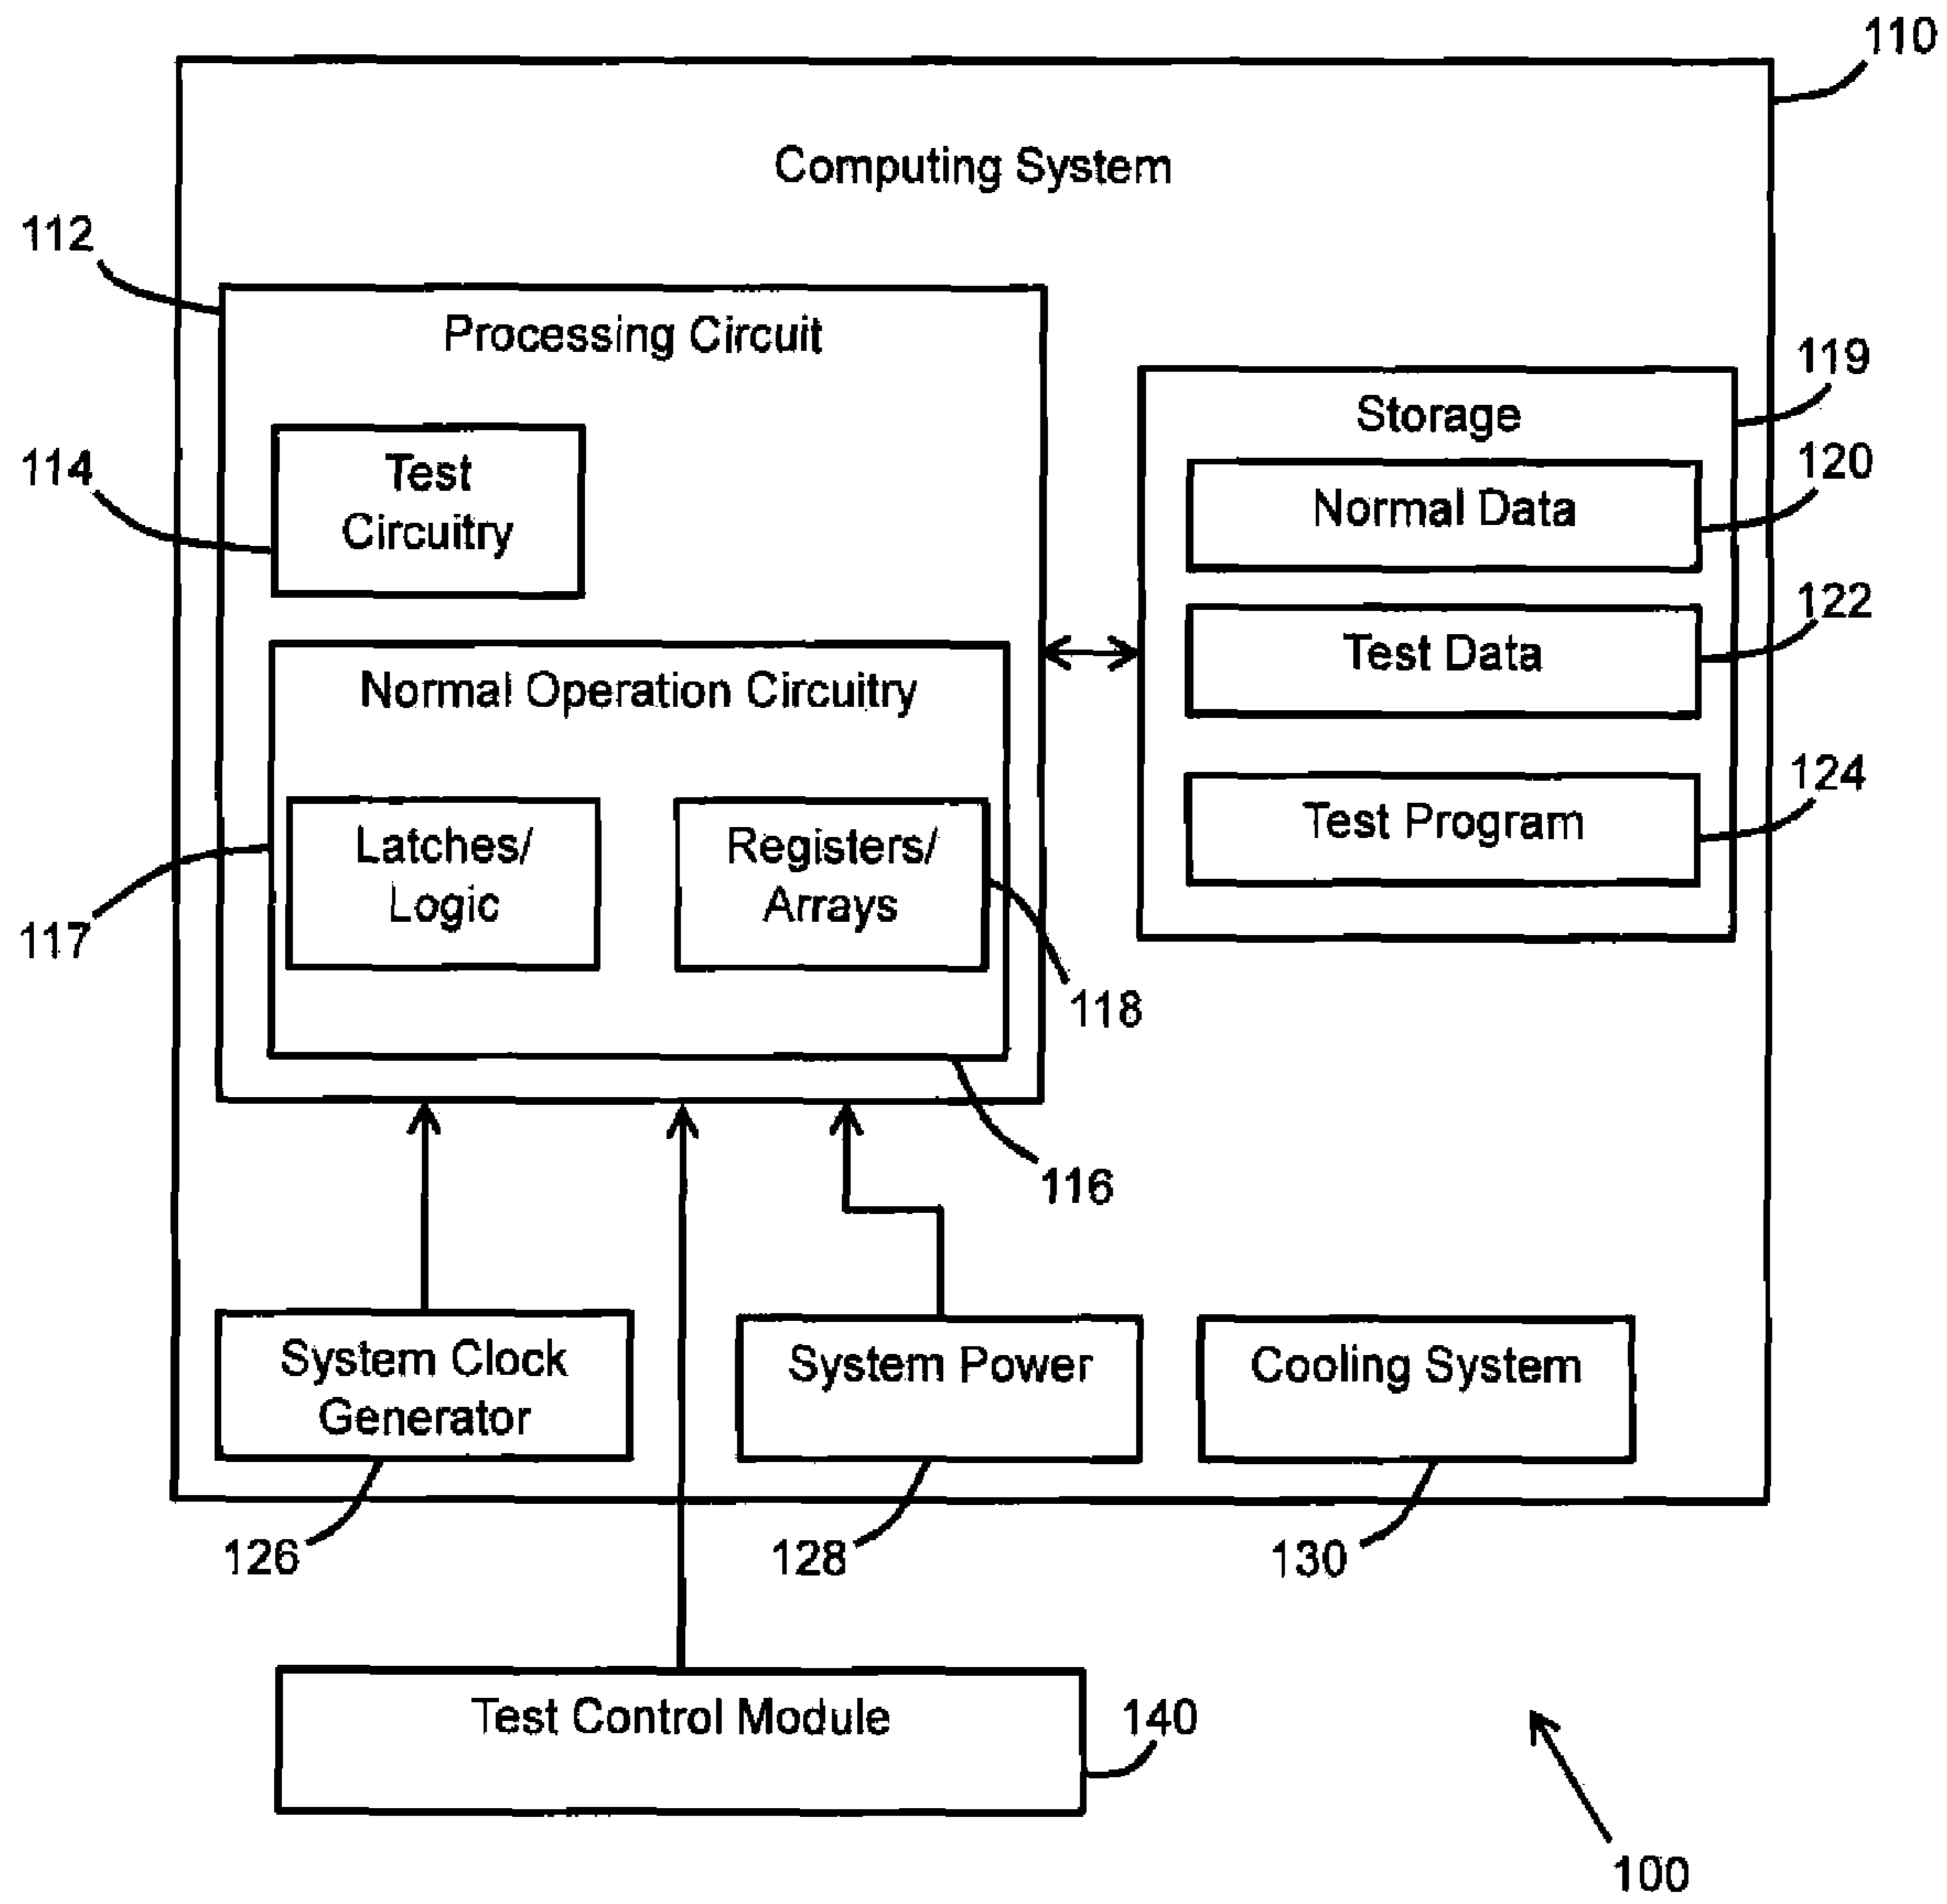 110
Computing System
112
Processing Circuit
119
Storage
114
Test
Circuitry
120
Normal Data
122
Test Data
Normal Operation Circuitry
124
Test Program
Latches/
Logic
Registers/
Arrays
117
118
116
System Clock
Generator
System Power
Cooling System
126
128
130
Test Control Module
140
100